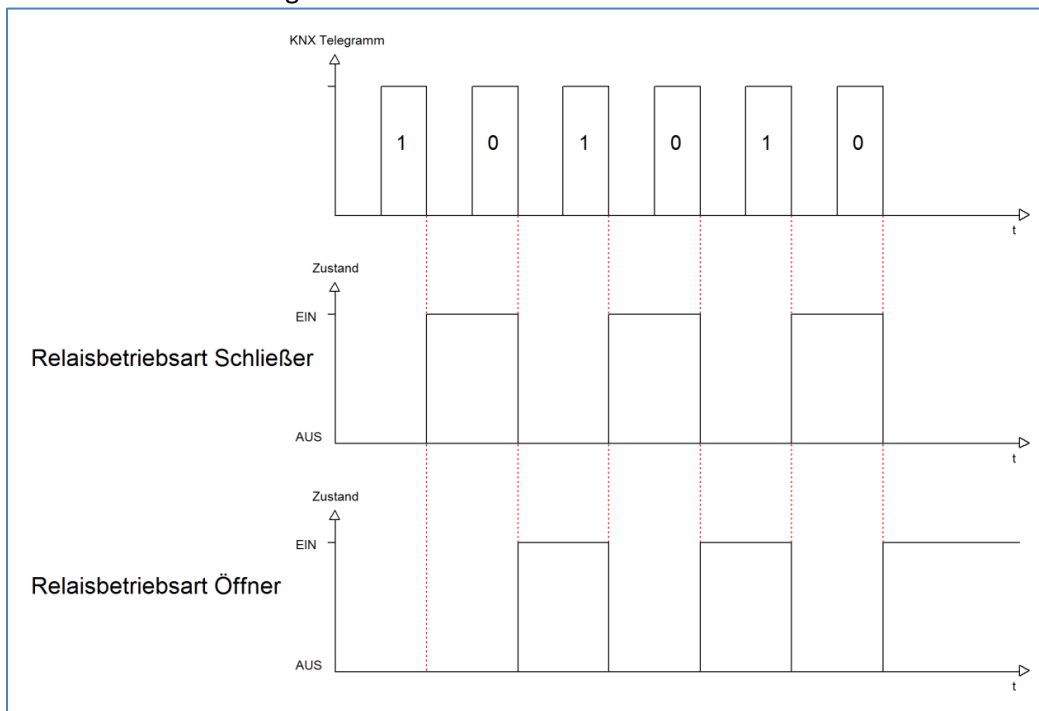 KNX Telegramm
1 0 1 0 1 0
t
Zustand
EIN
Relaisbetriebsart Schließer
AUS
t
Zustand
EIN
Relaisbetriebsart Öffner
AUS
t